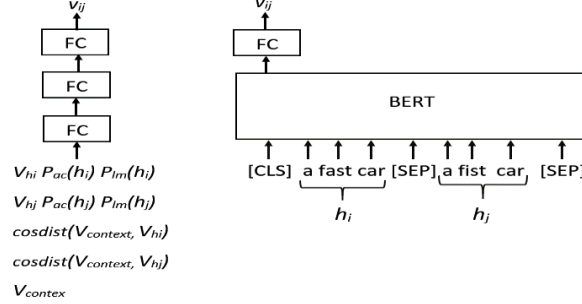 v_ij
FC
FC
FC
V_hi P_ac(h_i) P_lm(h_i)
V_hj P_ac(h_j) P_lm(h_j)
cosdist(V_context, V_hi)
cosdist(V_context, V_hj)
V_contex
v_ij
FC
BERT
[CLS] a fast car [SEP] a fist car [SEP]
h_i h_j